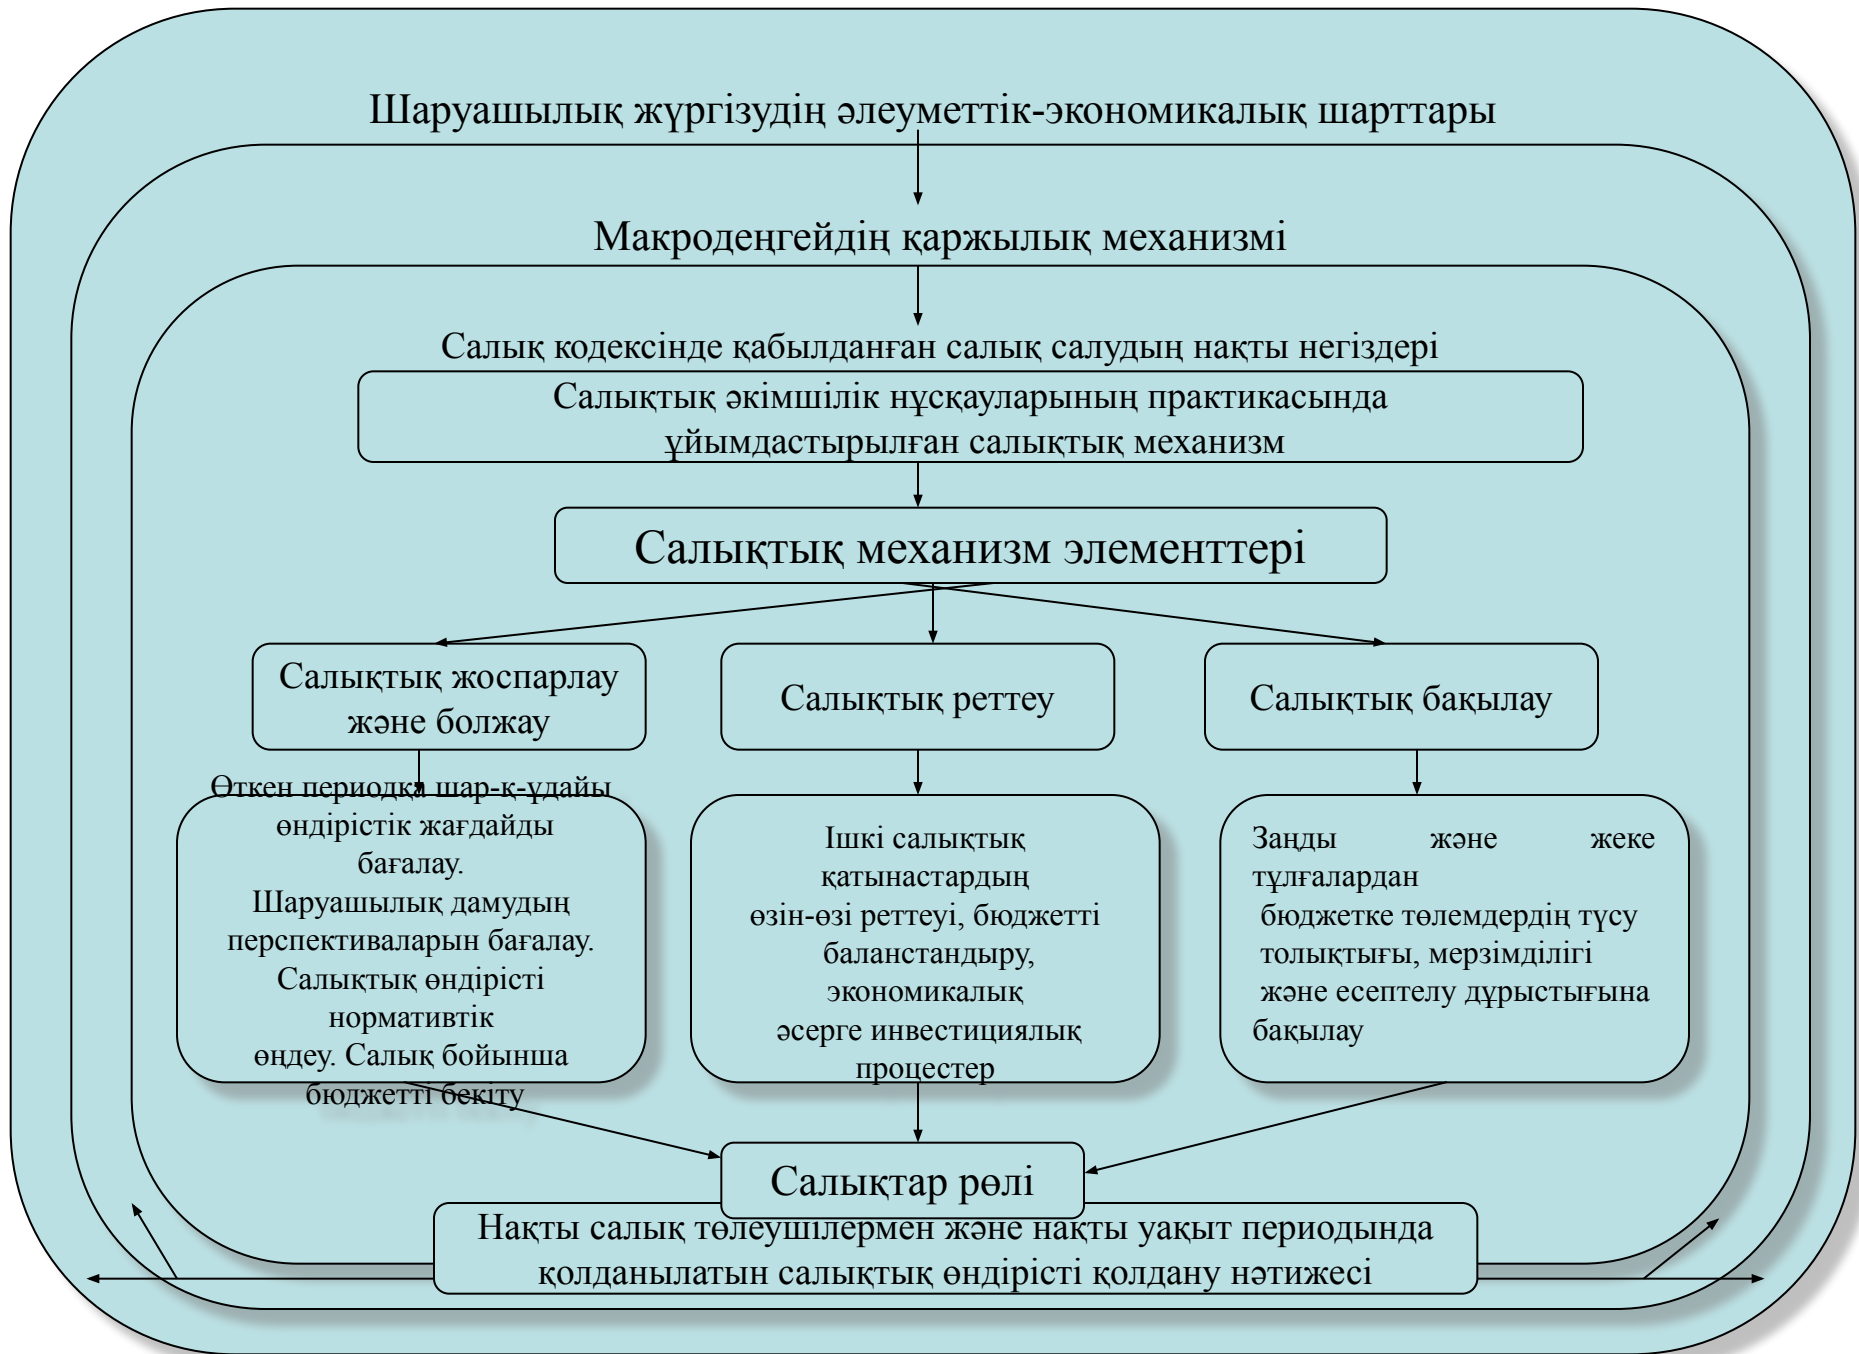 Шаруашылық жүргізудің әлеуметтік-экономикалық шарттары
Макродеңгейдің қаржылық механизмі
Салық кодексінде қабылданған салық салудың нақты негіздері
Салықтық әкімшілік нұсқауларының практикасында
ұйымдастырылған салықтық механизм
Салықтық механизм элементтері
Салықтық жоспарлау
және болжау
Салықтық реттеу
Салықтық бақылау
Өткен периодқа шар-қ-ұдайы
өндірістік жағдайды
бағалау.
Шаруашылық дамудың
перспективаларын бағалау.
Салықтық өндірісті
нормативтік
өңдеу. Салық бойынша
бюджетті бекіту
Ішкі салықтық
қатынастардың
өзін-өзі реттеуі, бюджетті
баланстандыру,
экономикалық
әсерге инвестициялық
процестер
Заңды және жеке
тұлғалардан
бюджетке төлемдердің түсу
толықтығы, мерзімділігі
және есептелу дұрыстығына
бақылау
Салықтар рөлі
Нақты салық төлеушілермен және нақты уақыт периодында
қолданылатын салықтық өндірісті қолдану нәтижесі